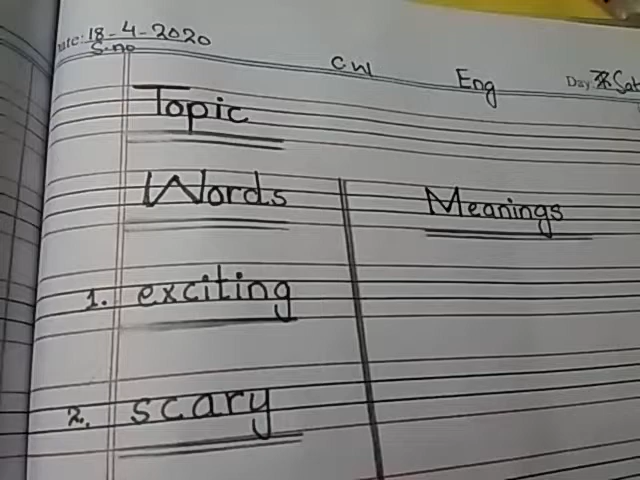 Date: 18-4-2020 CW Eng Day: Sat
S.no
Topic
Words Meanings
1. exciting
2. scary